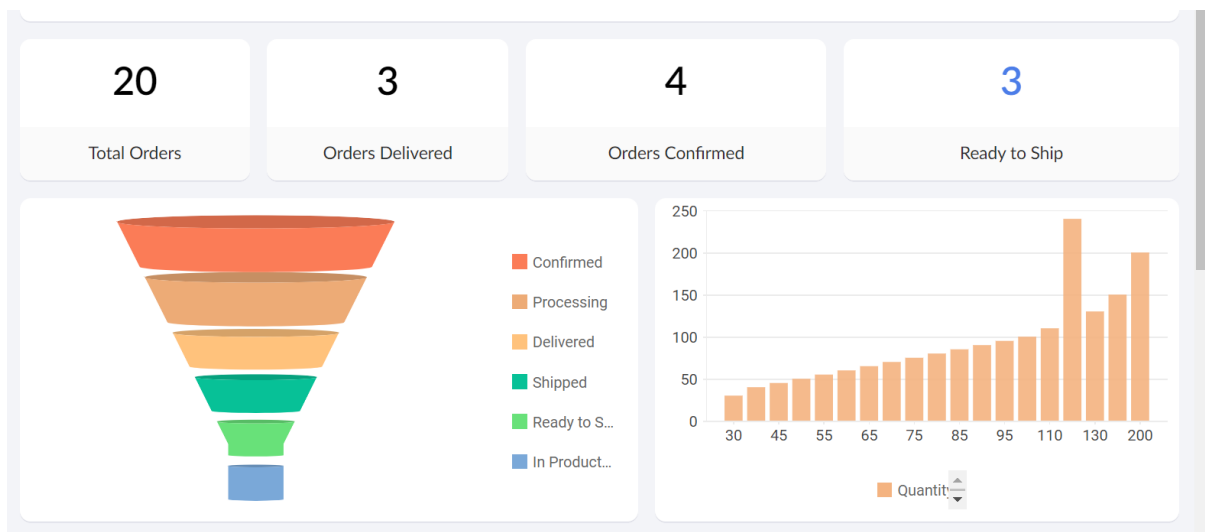 20
Total Orders
3
Orders Delivered
4
Orders Confirmed
3
Ready to Ship
Confirmed
Processing
Delivered
Shipped
Ready to S...
In Product...
250
200
150
100
50
0
30 45 55 65 75 85 95 110 130 200
Quantity